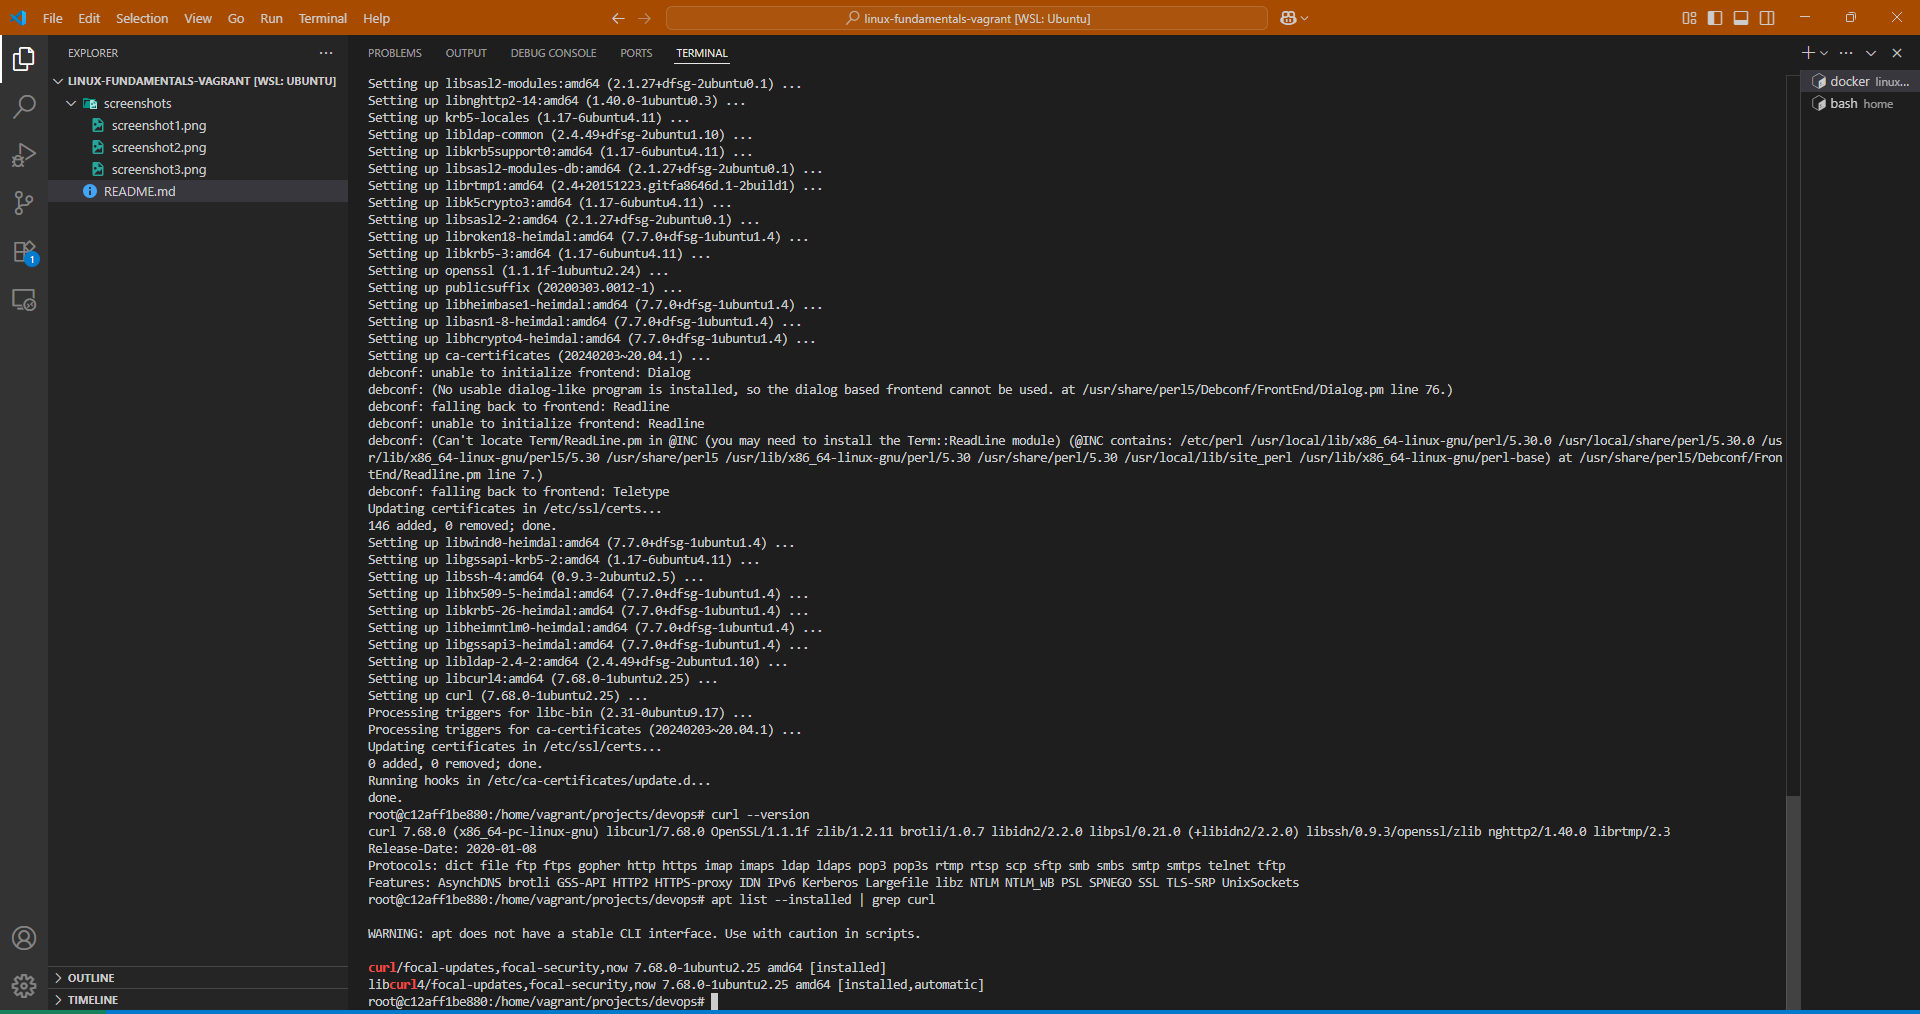 File Edit Selection View Go Run Terminal Help
linux-fundamentals-vagrant [WSL: Ubuntu]
EXPLORER
LINUX-FUNDAMENTALS-VAGRANT [WSL: UBUNTU]
screenshots
screenshot1.png
screenshot2.png
screenshot3.png
README.md
1
OUTLINE
TIMELINE
PROBLEMS OUTPUT DEBUG CONSOLE PORTS TERMINAL
Setting up libsasl2-modules:amd64 (2.1.27+dfsg-2ubuntu0.1) ...
Setting up libnghttp2-14:amd64 (1.40.0-1ubuntu0.3) ...
Setting up krb5-locales (1.17-6ubuntu4.11) ...
Setting up libldap-common (2.4.49+dfsg-2ubuntu1.10) ...
Setting up libkrb5support0:amd64 (1.17-6ubuntu4.11) ...
Setting up libsasl2-modules-db:amd64 (2.1.27+dfsg-2ubuntu0.1) ...
Setting up librtmp1:amd64 (2.4+20151223.gitfa8646d.1-2build1) ...
Setting up libk5crypto3:amd64 (1.17-6ubuntu4.11) ...
Setting up libsasl2-2:amd64 (2.1.27+dfsg-2ubuntu0.1) ...
Setting up libroken18-heimdal:amd64 (7.7.0+dfsg-1ubuntu1.4) ...
Setting up libkrb5-3:amd64 (1.17-6ubuntu4.11) ...
Setting up openssl (1.1.1f-1ubuntu2.24) ...
Setting up publicsuffix (20200303.0012-1) ...
Setting up libheimbase1-heimdal:amd64 (7.7.0+dfsg-1ubuntu1.4) ...
Setting up libasn1-8-heimdal:amd64 (7.7.0+dfsg-1ubuntu1.4) ...
Setting up libhcrypto4-heimdal:amd64 (7.7.0+dfsg-1ubuntu1.4) ...
Setting up ca-certificates (20240203~20.04.1) ...
debconf: unable to initialize frontend: Dialog
debconf: (No usable dialog-like program is installed, so the dialog based frontend cannot be used. at /usr/share/perl5/Debconf/FrontEnd/Dialog.pm line 76.)
debconf: falling back to frontend: Readline
debconf: unable to initialize frontend: Readline
debconf: (Can't locate Term/ReadLine.pm in @INC (you may need to install the Term::ReadLine module) (@INC contains: /etc/perl /usr/local/lib/x86_64-linux-gnu/perl/5.30.0 /usr/local/share/perl/5.30.0 /us
r/lib/x86_64-linux-gnu/perl5/5.30 /usr/share/perl5 /usr/lib/x86_64-linux-gnu/perl/5.30 /usr/share/perl/5.30 /usr/local/lib/site_perl /usr/lib/x86_64-linux-gnu/perl-base) at /usr/share/perl5/Debconf/Fron
tEnd/Readline.pm line 7.)
debconf: falling back to frontend: Teletype
Updating certificates in /etc/ssl/certs...
146 added, 0 removed; done.
Setting up libwind0-heimdal:amd64 (7.7.0+dfsg-1ubuntu1.4) ...
Setting up libgssapi-krb5-2:amd64 (1.17-6ubuntu4.11) ...
Setting up libssh-4:amd64 (0.9.3-2ubuntu2.5) ...
Setting up libhx509-5-heimdal:amd64 (7.7.0+dfsg-1ubuntu1.4) ...
Setting up libkrb5-26-heimdal:amd64 (7.7.0+dfsg-1ubuntu1.4) ...
Setting up libheimntlm0-heimdal:amd64 (7.7.0+dfsg-1ubuntu1.4) ...
Setting up libgssapi3-heimdal:amd64 (7.7.0+dfsg-1ubuntu1.4) ...
Setting up libldap-2.4-2:amd64 (2.4.49+dfsg-2ubuntu1.10) ...
Setting up libcurl4:amd64 (7.68.0-1ubuntu2.25) ...
Setting up curl (7.68.0-1ubuntu2.25) ...
Processing triggers for libc-bin (2.31-0ubuntu9.17) ...
Processing triggers for ca-certificates (20240203~20.04.1) ...
Updating certificates in /etc/ssl/certs...
0 added, 0 removed; done.
Running hooks in /etc/ca-certificates/update.d...
done.
root@c12aff1be880:/home/vagrant/projects/devops# curl --version
curl 7.68.0 (x86_64-pc-linux-gnu) libcurl/7.68.0 OpenSSL/1.1.1f zlib/1.2.11 brotli/1.0.7 libidn2/2.2.0 libpsl/0.21.0 (+libidn2/2.2.0) libssh/0.9.3/openssl/zlib nghttp2/1.40.0 librtmp/2.3
Release-Date: 2020-01-08
Protocols: dict file ftp ftps gopher http https imap imaps ldap ldaps pop3 pop3s rtmp rtsp scp sftp smb smbs smtp smtps telnet tftp
Features: AsynchDNS brotli GSS-API HTTP2 HTTPS-proxy IDN IPv6 Kerberos Largefile libz NTLM NTLM_WB PSL SPNEGO SSL TLS-SRP UnixSockets
root@c12aff1be880:/home/vagrant/projects/devops# apt list --installed | grep curl
WARNING: apt does not have a stable CLI interface. Use with caution in scripts.
curl/focal-updates,focal-security,now 7.68.0-1ubuntu2.25 amd64 [installed]
libcurl4/focal-updates,focal-security,now 7.68.0-1ubuntu2.25 amd64 [installed,automatic]
root@c12aff1be880:/home/vagrant/projects/devops#
docker linux...
bash home